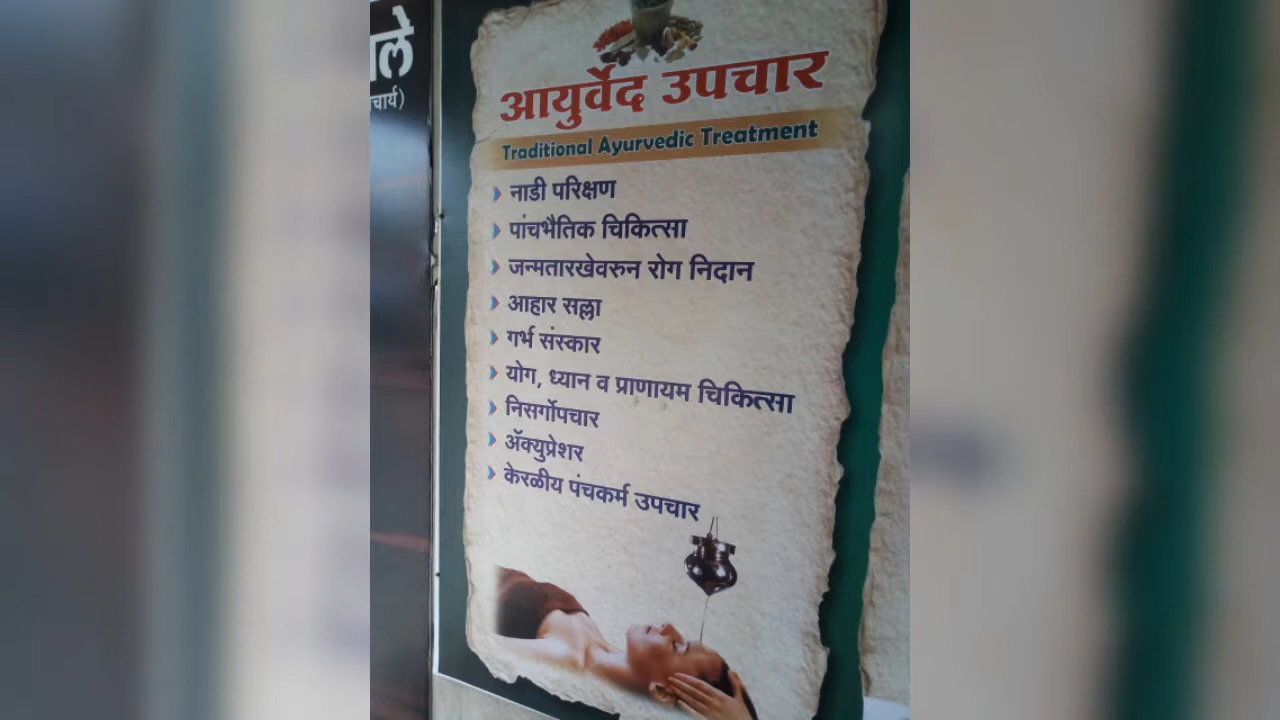 आयुर्वेद उपचार
Traditional Ayurvedic Treatment
नाडी परिक्षण
पांचभैतिक चिकित्सा
जन्मतारखेवरुन रोग निदान
आहार सल्ला
गर्भ संस्कार
योग, ध्यान व प्राणायम चिकित्सा
निसर्गोपचार
ॲक्युप्रेशर
केरळीय पंचकर्म उपचार